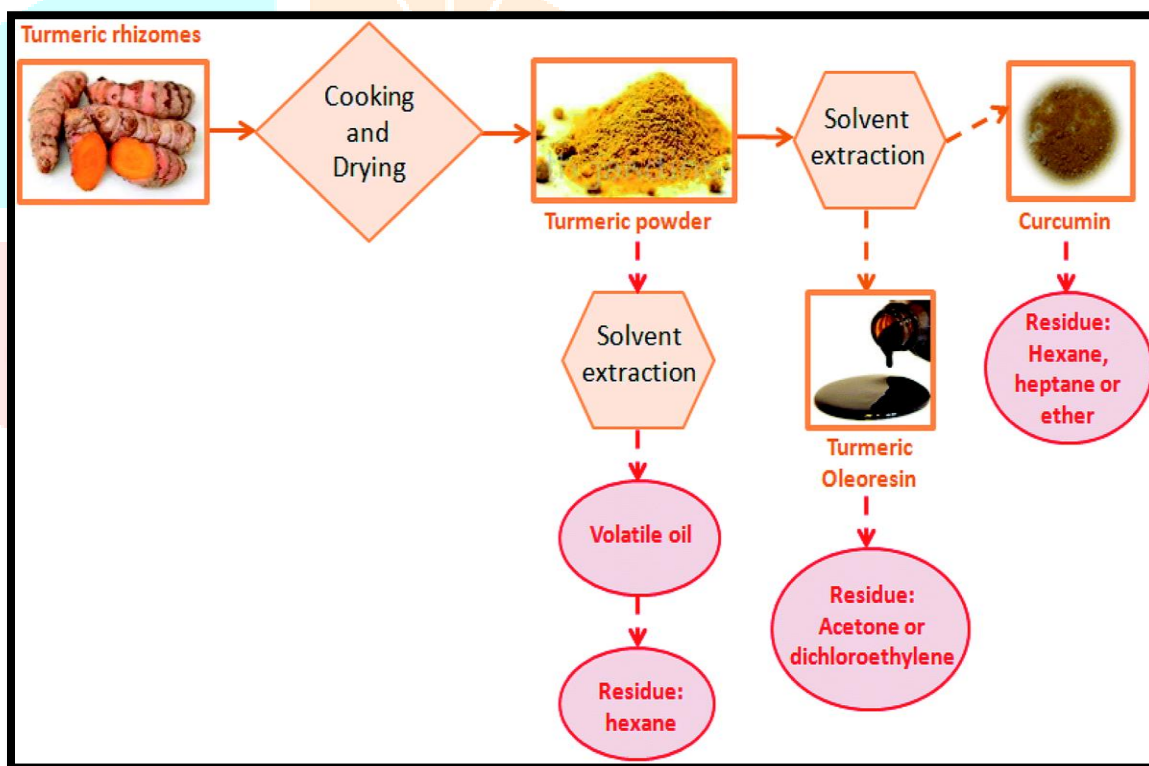 Turmeric rhizomes
Cooking
and
Drying
Turmeric powder
Solvent
extraction
Curcumin
Solvent
extraction
Turmeric
Oleoresin
Residue:
Hexane,
heptane or
ether
Volatile oil
Residue:
Acetone or
dichloroethylene
Residue:
hexane